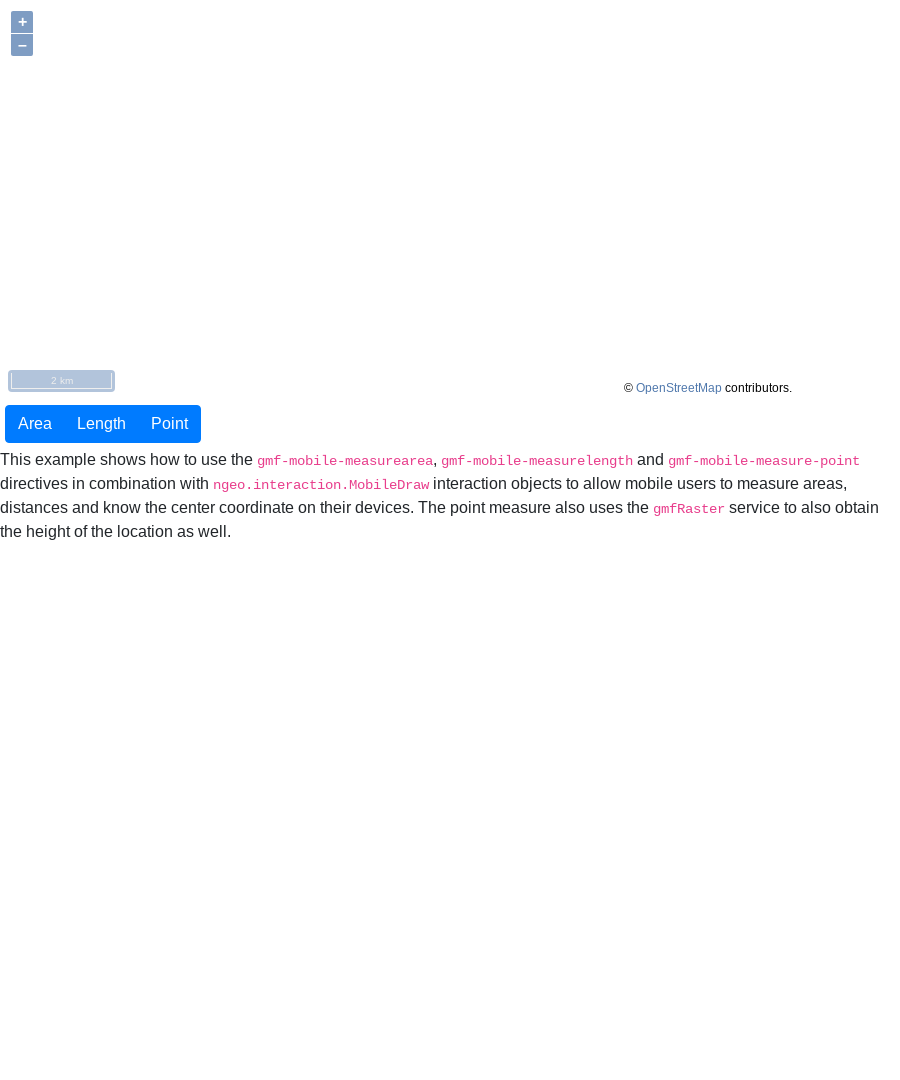 +
–
2 km
© OpenStreetMap contributors.
Area Length Point
This example shows how to use the gmf-mobile-measurearea, gmf-mobile-measurelength and gmf-mobile-measure-point
directives in combination with ngeo.interaction.MobileDraw interaction objects to allow mobile users to measure areas,
distances and know the center coordinate on their devices. The point measure also uses the gmfRaster service to also obtain
the height of the location as well.